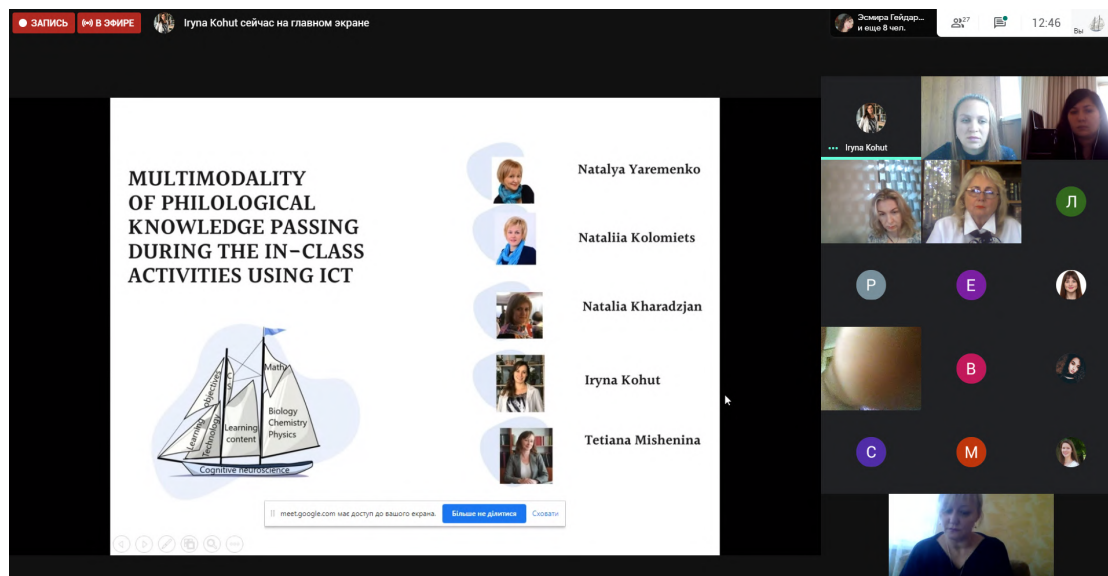 ЗАПИСЬ
В ЭФИРЕ
Iryna Kohut сейчас на главном экране
Эсмира Гейдар...
и еще 8 чел.
27
12:46
Вы
Iryna Kohut
MULTIMODALITY
OF PHILOLOGICAL
KNOWLEDGE PASSING
DURING THE IN-CLASS
ACTIVITIES USING ICT
Natalya Yaremenko
Nataliia Kolomiets
Natalia Kharadzjan
Iryna Kohut
Tetiana Mishenina
Learning
objectives
Technology
Learning
content
Math
Biology
Chemistry
Physics
Cognitive neuroscience
meet.google.com має доступ до вашого екрана.
Більше не ділитися
Сховати
Л
Р
Е
В
С
М